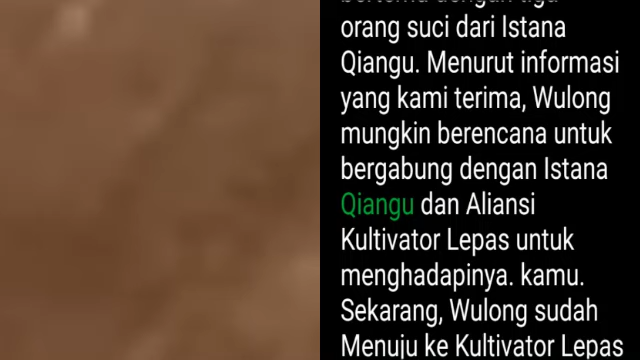 orang suci dari Istana
Qiangu. Menurut informasi
yang kami terima, Wulong
mungkin berencana untuk
bergabung dengan Istana
Qiangu dan Aliansi
Kultivator Lepas untuk
menghadapinya. kamu.
Sekarang, Wulong sudah
Menuju ke Kultivator Lepas